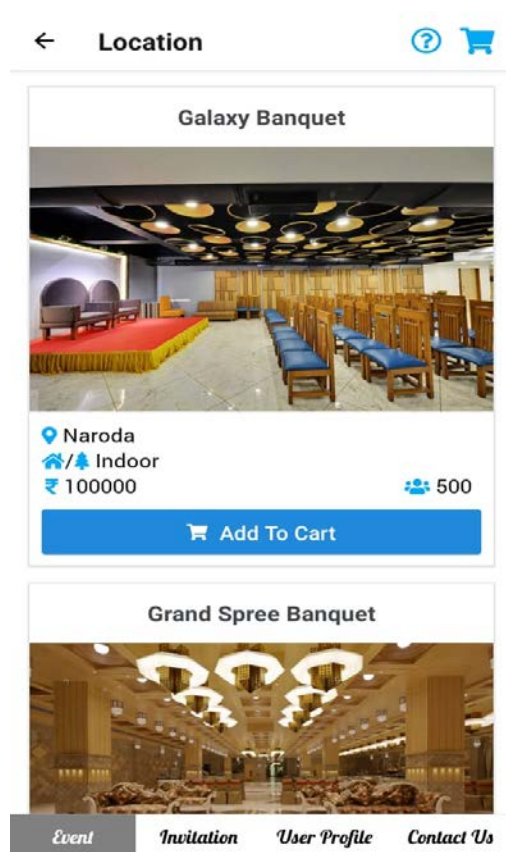 Location
Galaxy Banquet
Naroda
/ Indoor
₹ 100000
500
Add To Cart
Grand Spree Banquet
Event Invitation User Profile Contact Us